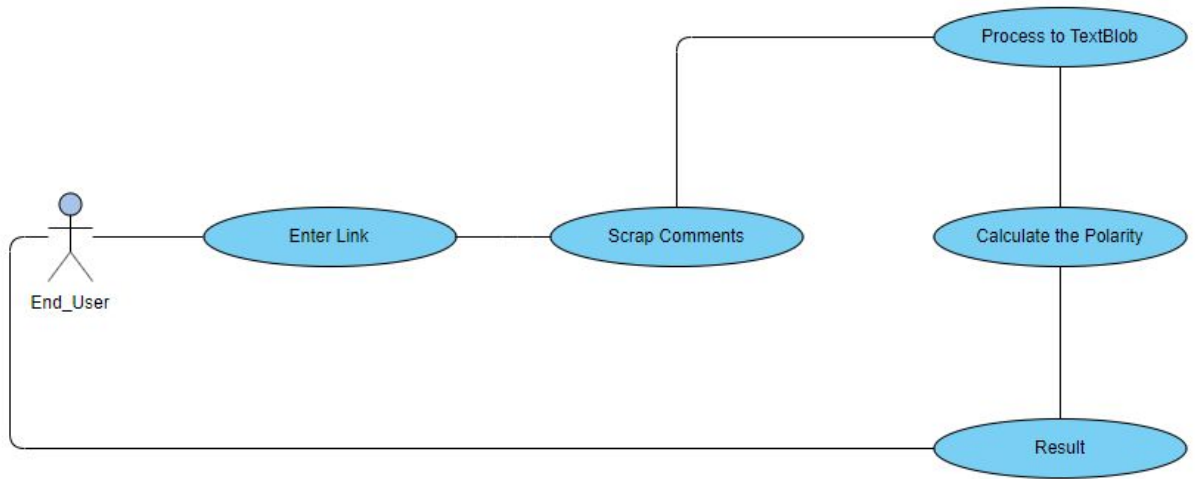 Process to TextBlob
Enter Link
Scrap Comments
Calculate the Polarity
End_User
Result